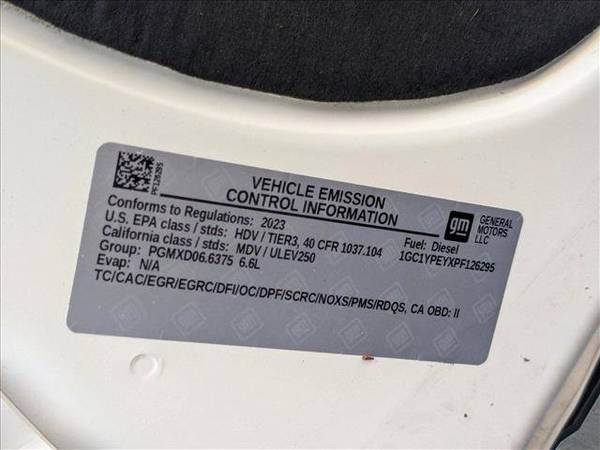 PF126295
VEHICLE EMISSION
CONTROL INFORMATION
Conforms to Regulations: 2023
U.S. EPA class / stds: HDV / TIER3, 40 CFR 1037.104
California class / stds: MDV / ULEV250
Group: PGMXD06.6375 6.6L
Evap: N/A
TC/CAC/EGR/EGRC/DFI/OC/DPF/SCRC/NOXS/PMS/RDQS, CA OBD: II
gm
GENERAL
MOTORS
LLC
Fuel: Diesel
1GC1YPEYXPF126295